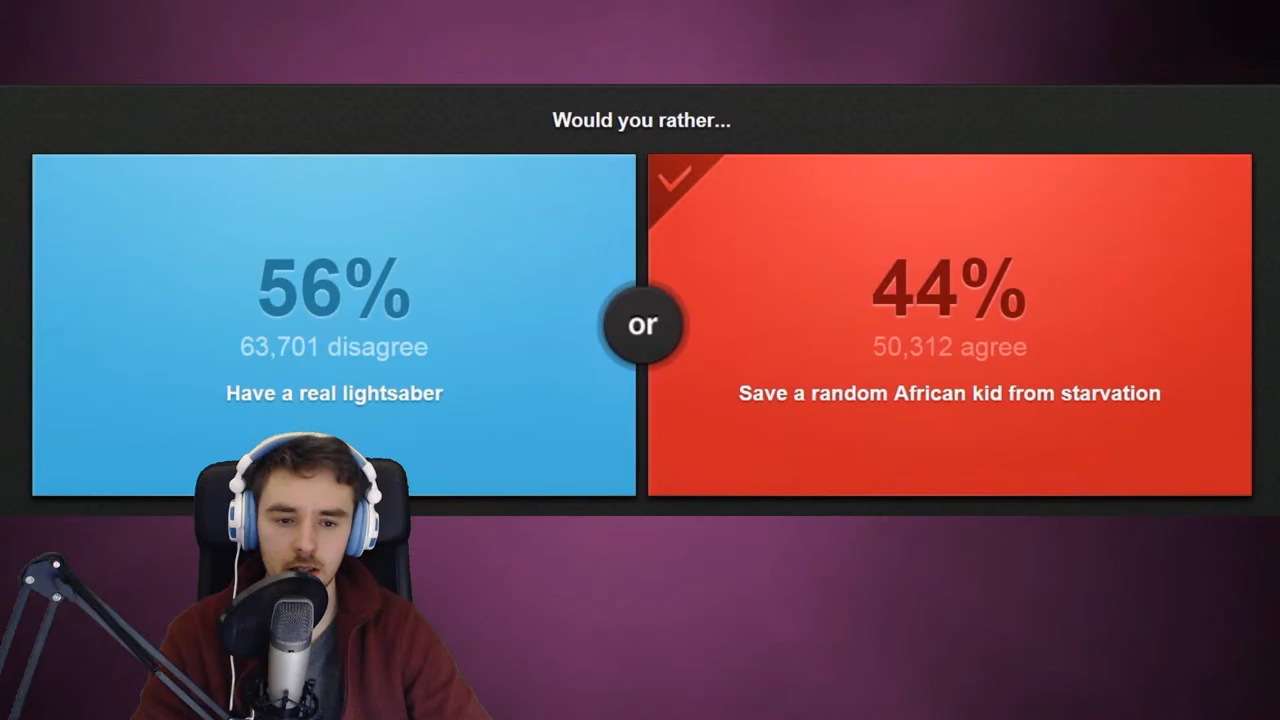 Would you rather...
56%
63,701 disagree
Have a real lightsaber
or
44%
50,312 agree
Save a random African kid from starvation